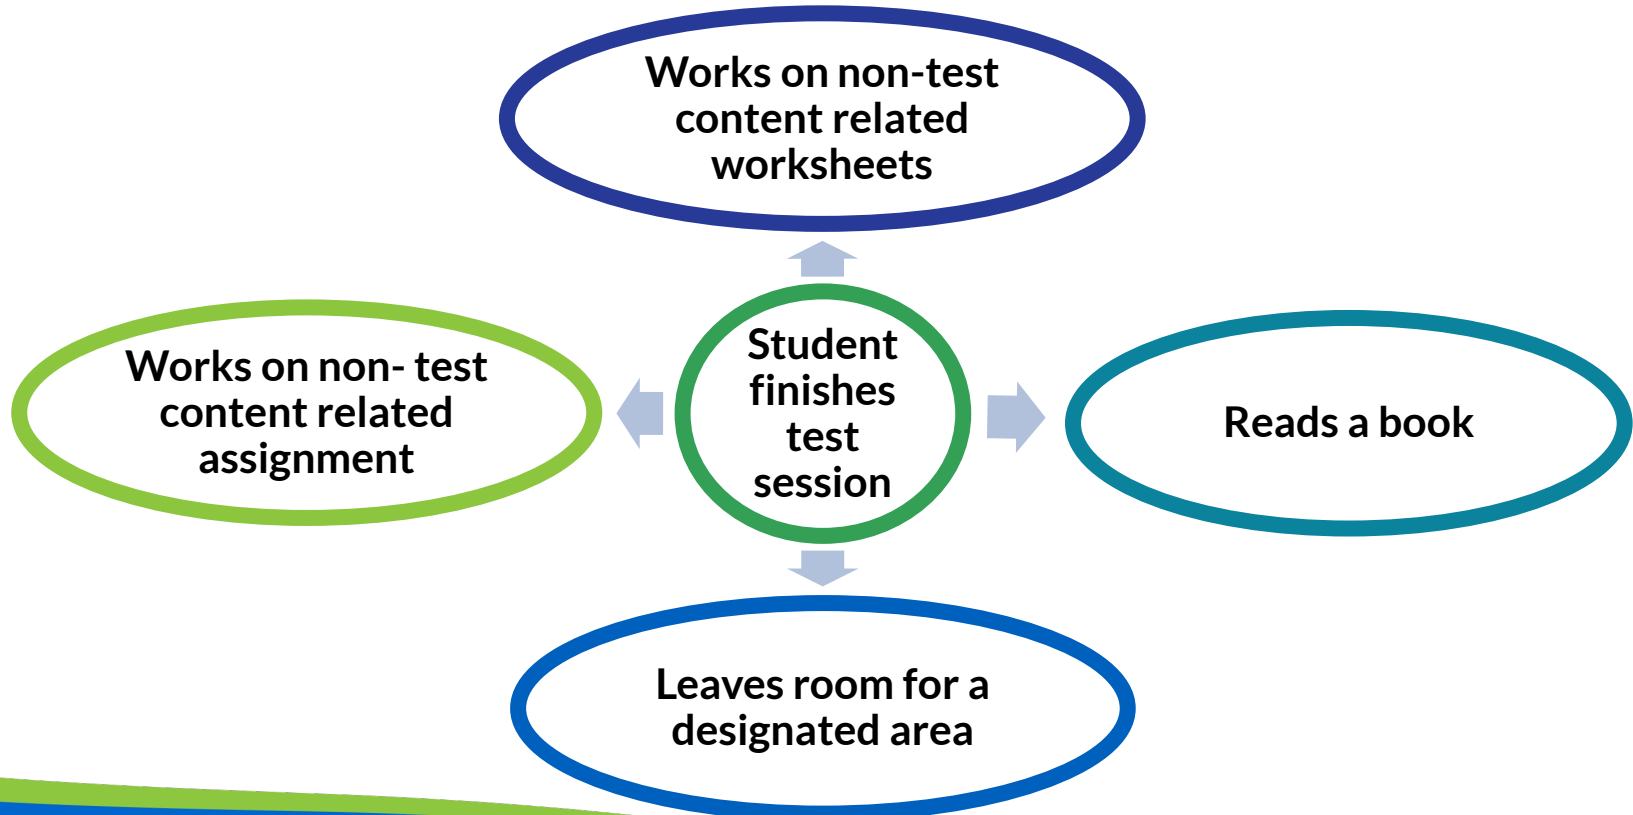 Works on non-test
content related
worksheets
Works on non- test
content related
assignment
Student
finishes
test
session
Reads a book
Leaves room for a
designated area